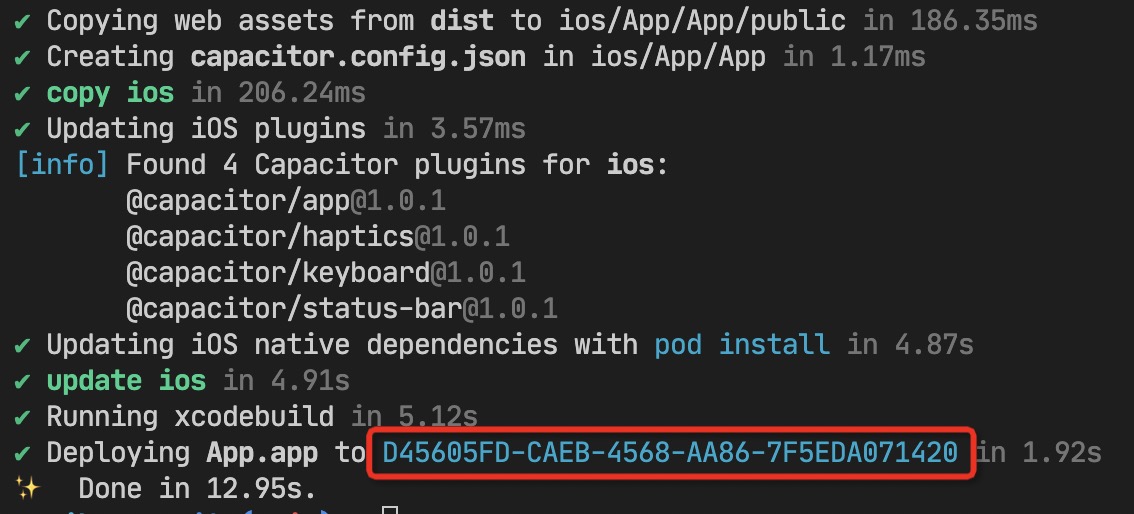 ✔ Copying web assets from dist to ios/App/App/public in 186.35ms
✔ Creating capacitor.config.json in ios/App/App in 1.17ms
✔ copy ios in 206.24ms
✔ Updating iOS plugins in 3.57ms
[info] Found 4 Capacitor plugins for ios:
@capacitor/app@1.0.1
@capacitor/haptics@1.0.1
@capacitor/keyboard@1.0.1
@capacitor/status-bar@1.0.1
✔ Updating iOS native dependencies with pod install in 4.87s
✔ update ios in 4.91s
✔ Running xcodebuild in 5.12s
✔ Deploying App.app to D45605FD-CAEB-4568-AA86-7F5EDA071420 in 1.92s
✨ Done in 12.95s.